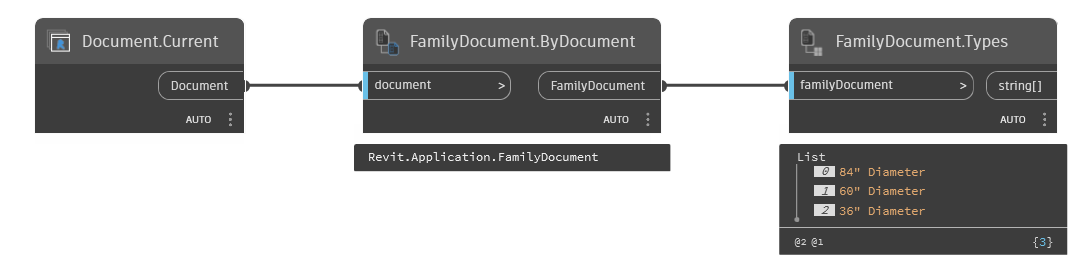 Document.Current
Document
AUTO
FamilyDocument.ByDocument
document >
FamilyDocument
AUTO
Revit.Application.FamilyDocument
FamilyDocument.Types
familyDocument >
string[]
AUTO
List
0 84" Diameter
1 60" Diameter
2 36" Diameter
@2 @1 {3}